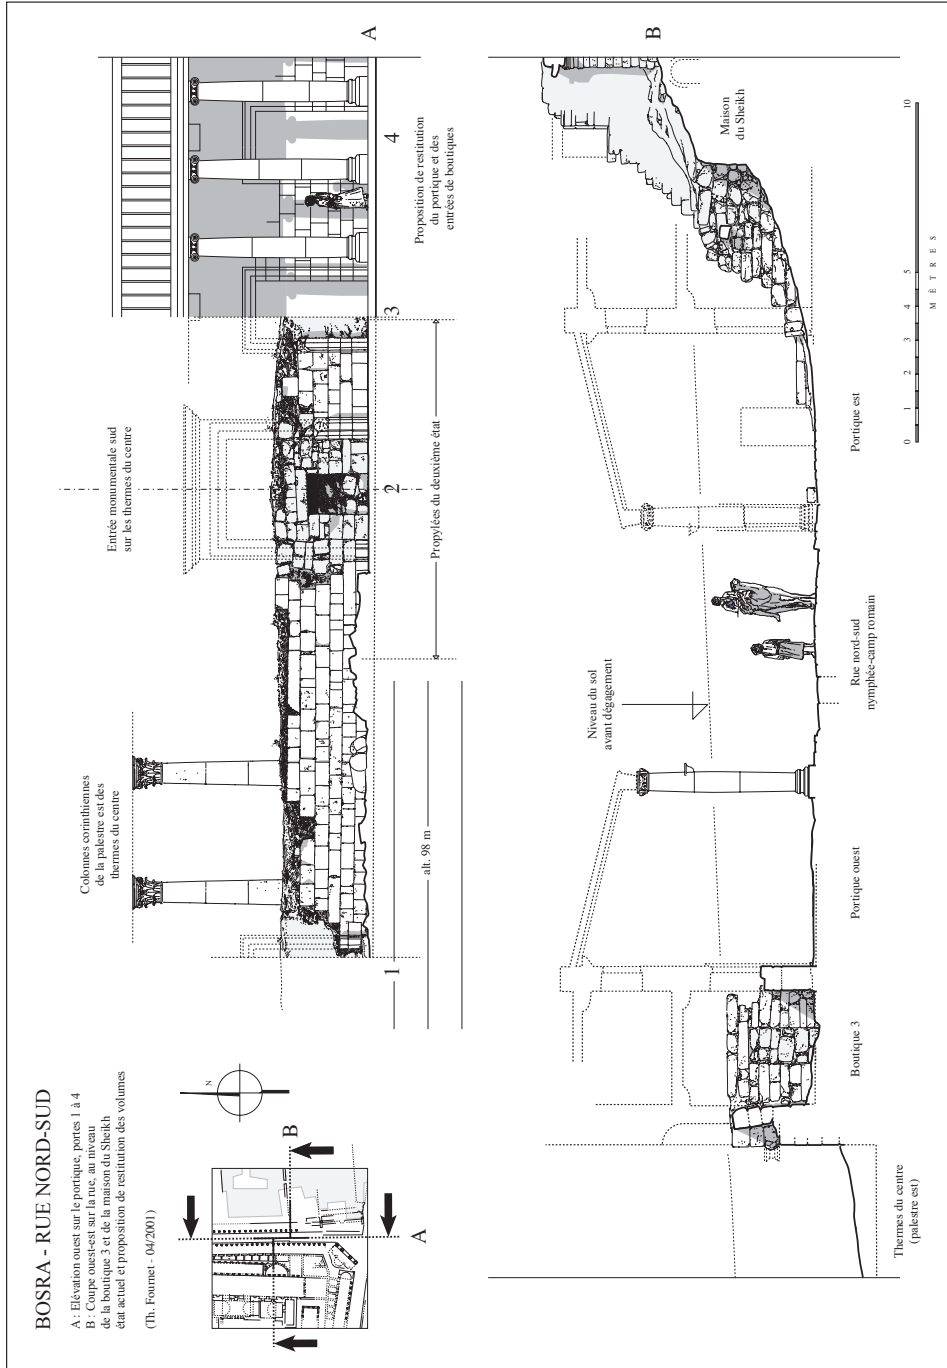 BOSRA - RUE NORD-SUD
A : Elévation ouest sur le portique, portes 1 à 4
B : Coupe ouest-est sur la rue, au niveau
de la boutique 3 et de la maison du Sheikh
état actuel et proposition de restitution des volumes
(Th. Fournet - 04/2001)
N
B
A
Colonnes corinthiennes
de la palestre est des
thermes du centre
Entrée monumentale sud
sur les thermes du centre
A
1
2
3
4
alt. 98 m
Propylées du deuxième état
Proposition de restitution
du portique et des
entrées de boutiques
B
Niveau du sol
avant dégagement
Maison
du Sheikh
Thermes du centre
(palestre est)
Boutique 3
Portique ouest
Rue nord-sud
nymphée-camp romain
Portique est
0 1 2 3 4 5 10
MÈTRES